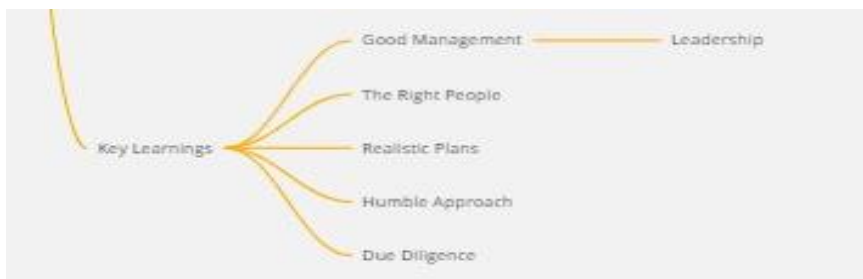 Good Management Leadership
The Right People
Key Learnings Realistic Plans
Humble Approach
Due Diligence